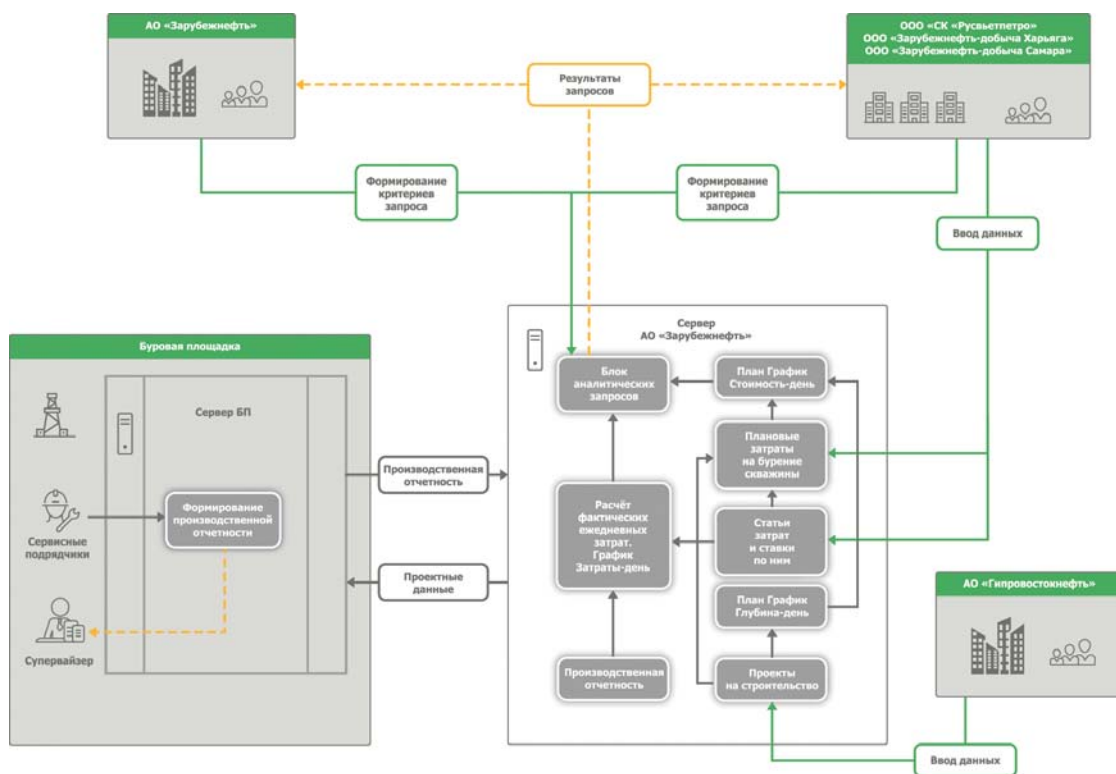 АО «Зарубежнефть»
ООО «СК «Русвьетпетро»
ООО «Зарубежнефть-добыча Харьяга»
ООО «Зарубежнефть-добыча Самара»
Результаты
запросов
Формирование
критериев
запроса
Формирование
критериев
запроса
Ввод данных
Буровая площадка
Сервер БП
Формирование
производственной
отчетности
Сервисные
подрядчики
Супервайзер
Производственная
отчетность
Проектные
данные
Сервер
АО «Зарубежнефть»
Блок
аналитических
запросов
План График
Стоимость-день
Плановые
затраты
на бурение
скважины
Расчёт
фактических
ежедневных
затрат.
График
Затраты-день
Статьи
затрат
и ставки
по ним
План График
Глубина-день
Производственная
отчетность
Проекты
на строительство
АО «Гипровостокнефть»
Ввод данных